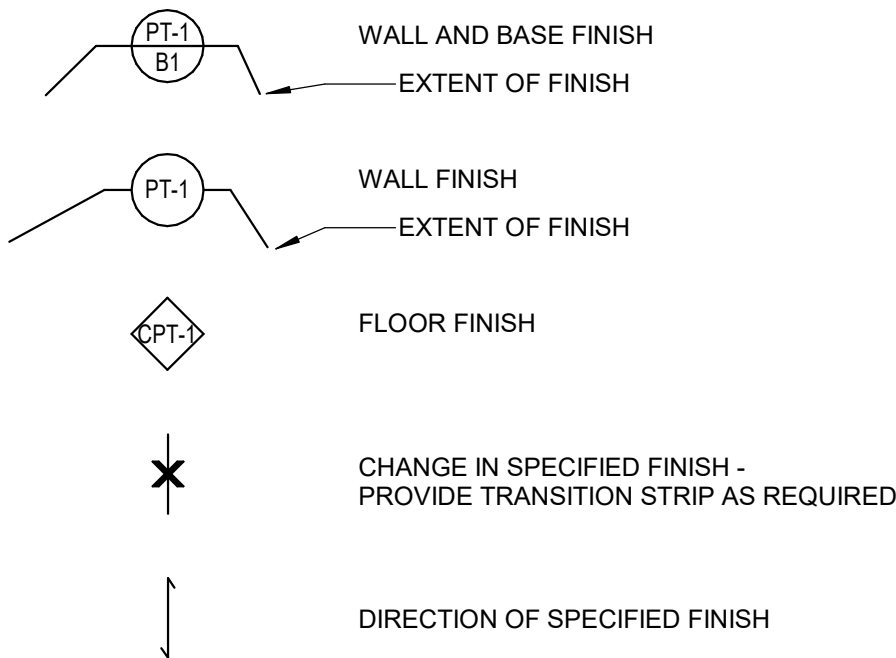 PT-1
B1
WALL AND BASE FINISH
EXTENT OF FINISH
PT-1
WALL FINISH
EXTENT OF FINISH
CPT-1
FLOOR FINISH
CHANGE IN SPECIFIED FINISH -
PROVIDE TRANSITION STRIP AS REQUIRED
DIRECTION OF SPECIFIED FINISH